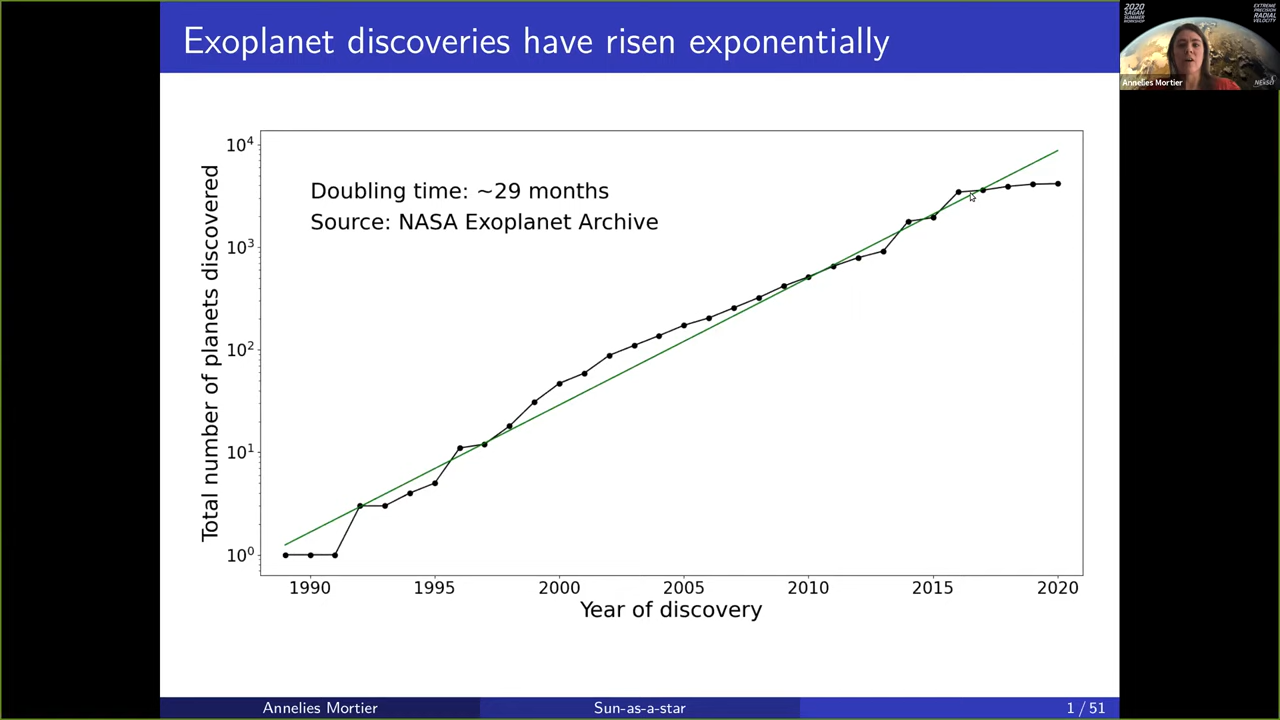 Exoplanet discoveries have risen exponentially
2020
SAGAN
SUMMER
WORKSHOP
EXTREME
PRECISION
RADIAL
VELOCITY
Annelies Mortier
Doubling time: ~29 months
Source: NASA Exoplanet Archive
Total number of planets discovered
10⁴
10³
10²
10¹
10⁰
1990 1995 2000 2005 2010 2015 2020
Year of discovery
Annelies Mortier Sun-as-a-star 1 / 51